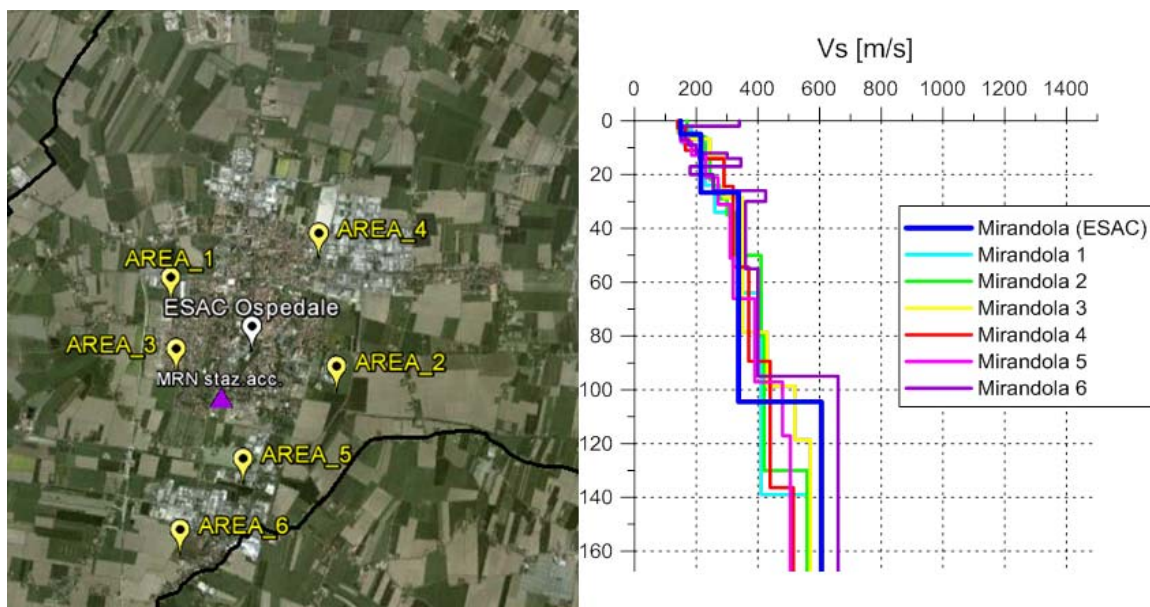 AREA_4
AREA_1
ESAC Ospedale
AREA_3
AREA_2
MRN staz.acc.
AREA_5
AREA_6
Vs [m/s]
0 200 400 600 800 1000 1200 1400
0
20
40
60
80
100
120
140
160
Mirandola (ESAC)
Mirandola 1
Mirandola 2
Mirandola 3
Mirandola 4
Mirandola 5
Mirandola 6